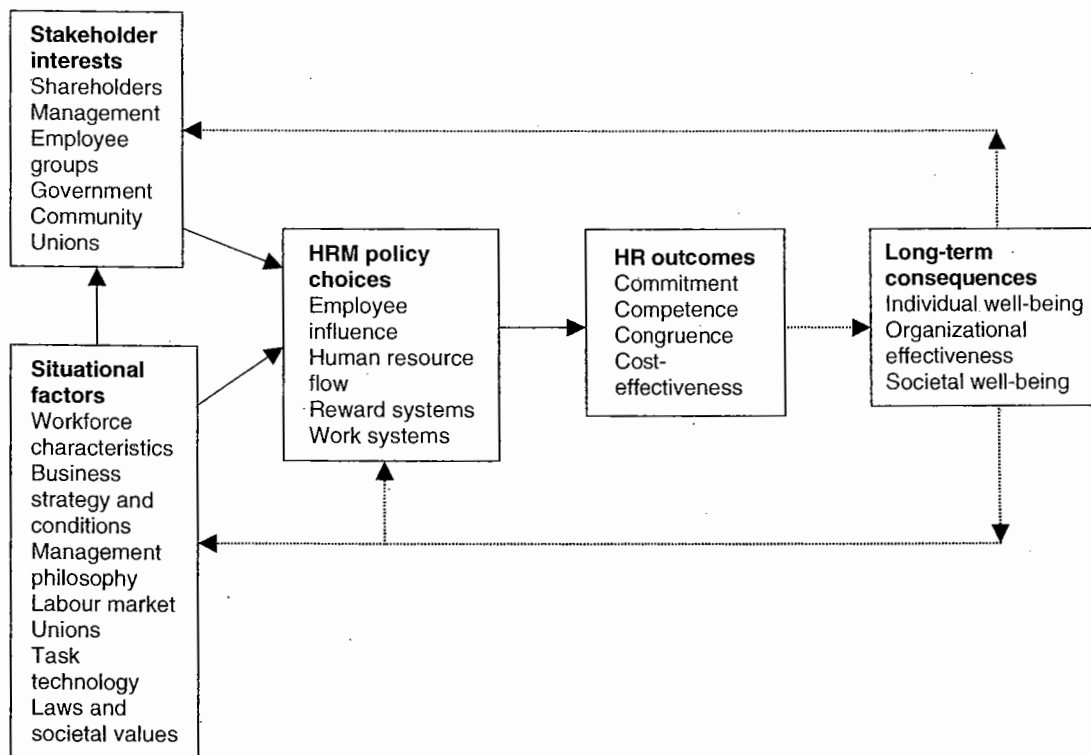 Stakeholder
interests
Shareholders
Management
Employee
groups
Government
Community
Unions
Situational
factors
Workforce
characteristics
Business
strategy and
conditions
Management
philosophy
Labour market
Unions
Task
technology
Laws and
societal values
HRM policy
choices
Employee
influence
Human resource
flow
Reward systems
Work systems
HR outcomes
Commitment
Competence
Congruence
Cost-
effectiveness
Long-term
consequences
Individual well-being
Organizational
effectiveness
Societal well-being